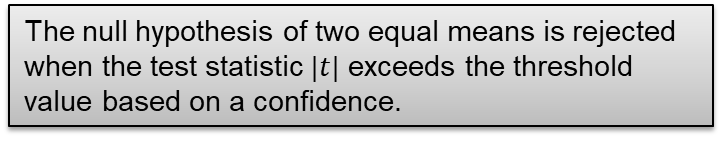 The null hypothesis of two equal means is rejected
when the test statistic |t| exceeds the threshold
value based on a confidence.